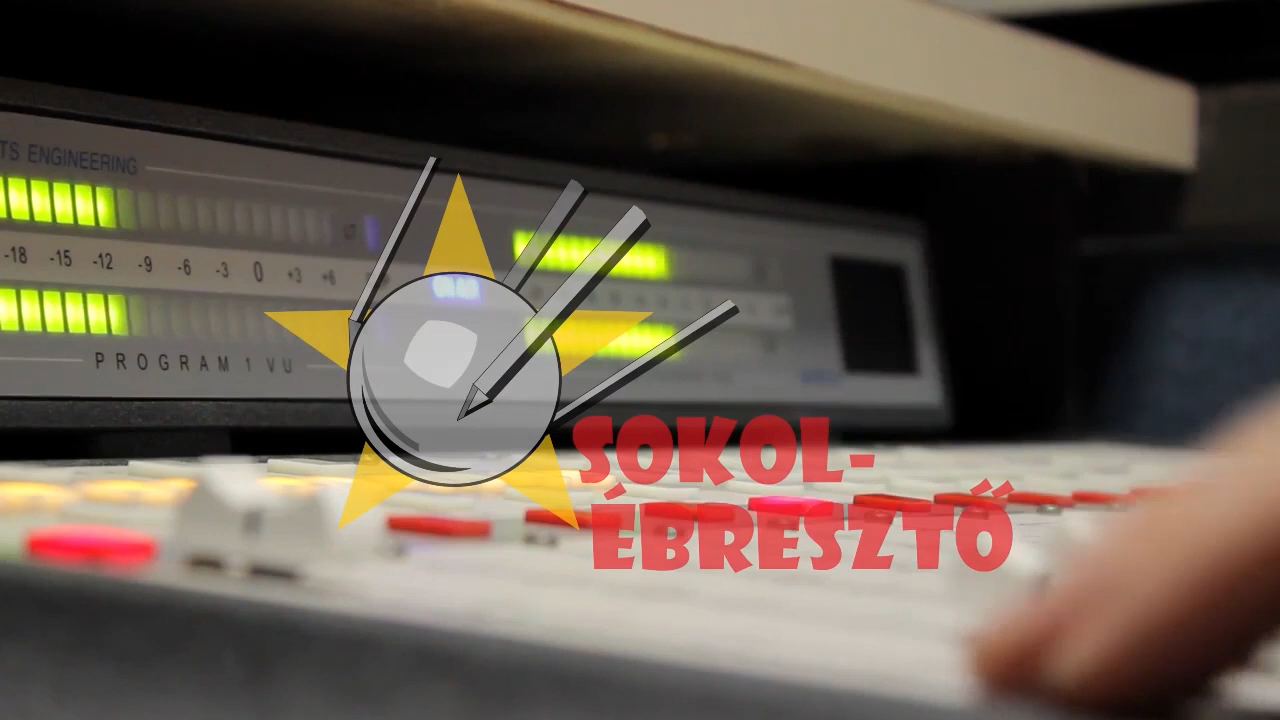 TS ENGINEERING
-18 -15 -12 -9 -6 -3 0 +3 +6
PROGRAM 1 VU
SOKOL-
ÉBRESZTŐ